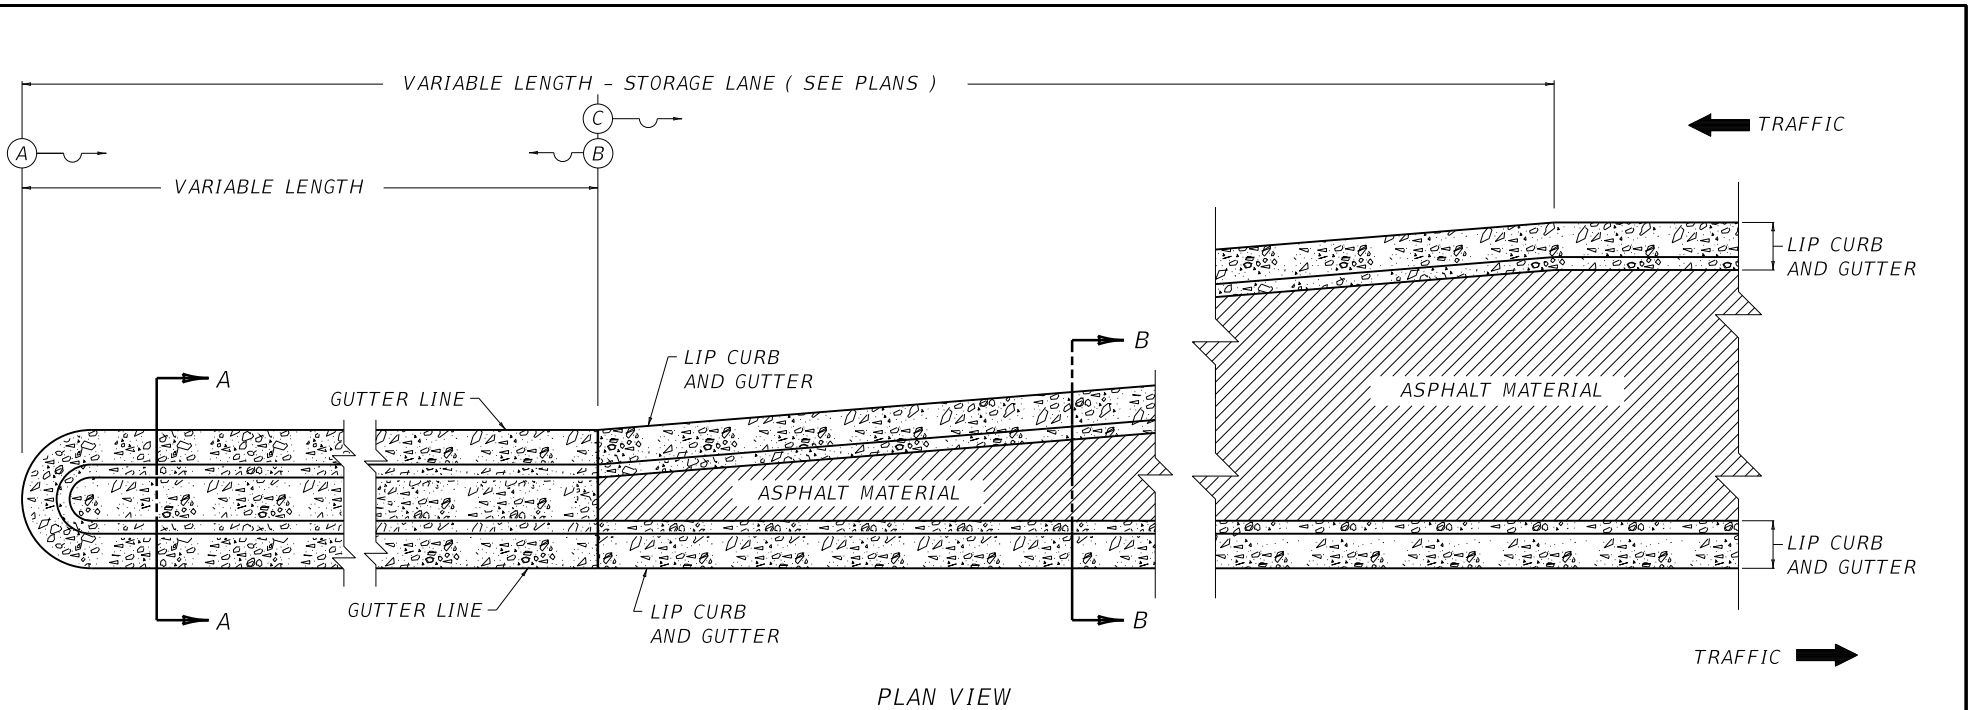 VARIABLE LENGTH - STORAGE LANE ( SEE PLANS )
C
TRAFFIC
A
B
VARIABLE LENGTH
LIP CURB
AND GUTTER
B
LIP CURB
AND GUTTER
A
GUTTER LINE
ASPHALT MATERIAL
ASPHALT MATERIAL
LIP CURB
AND GUTTER
GUTTER LINE
LIP CURB
AND GUTTER
A
B
TRAFFIC
PLAN VIEW